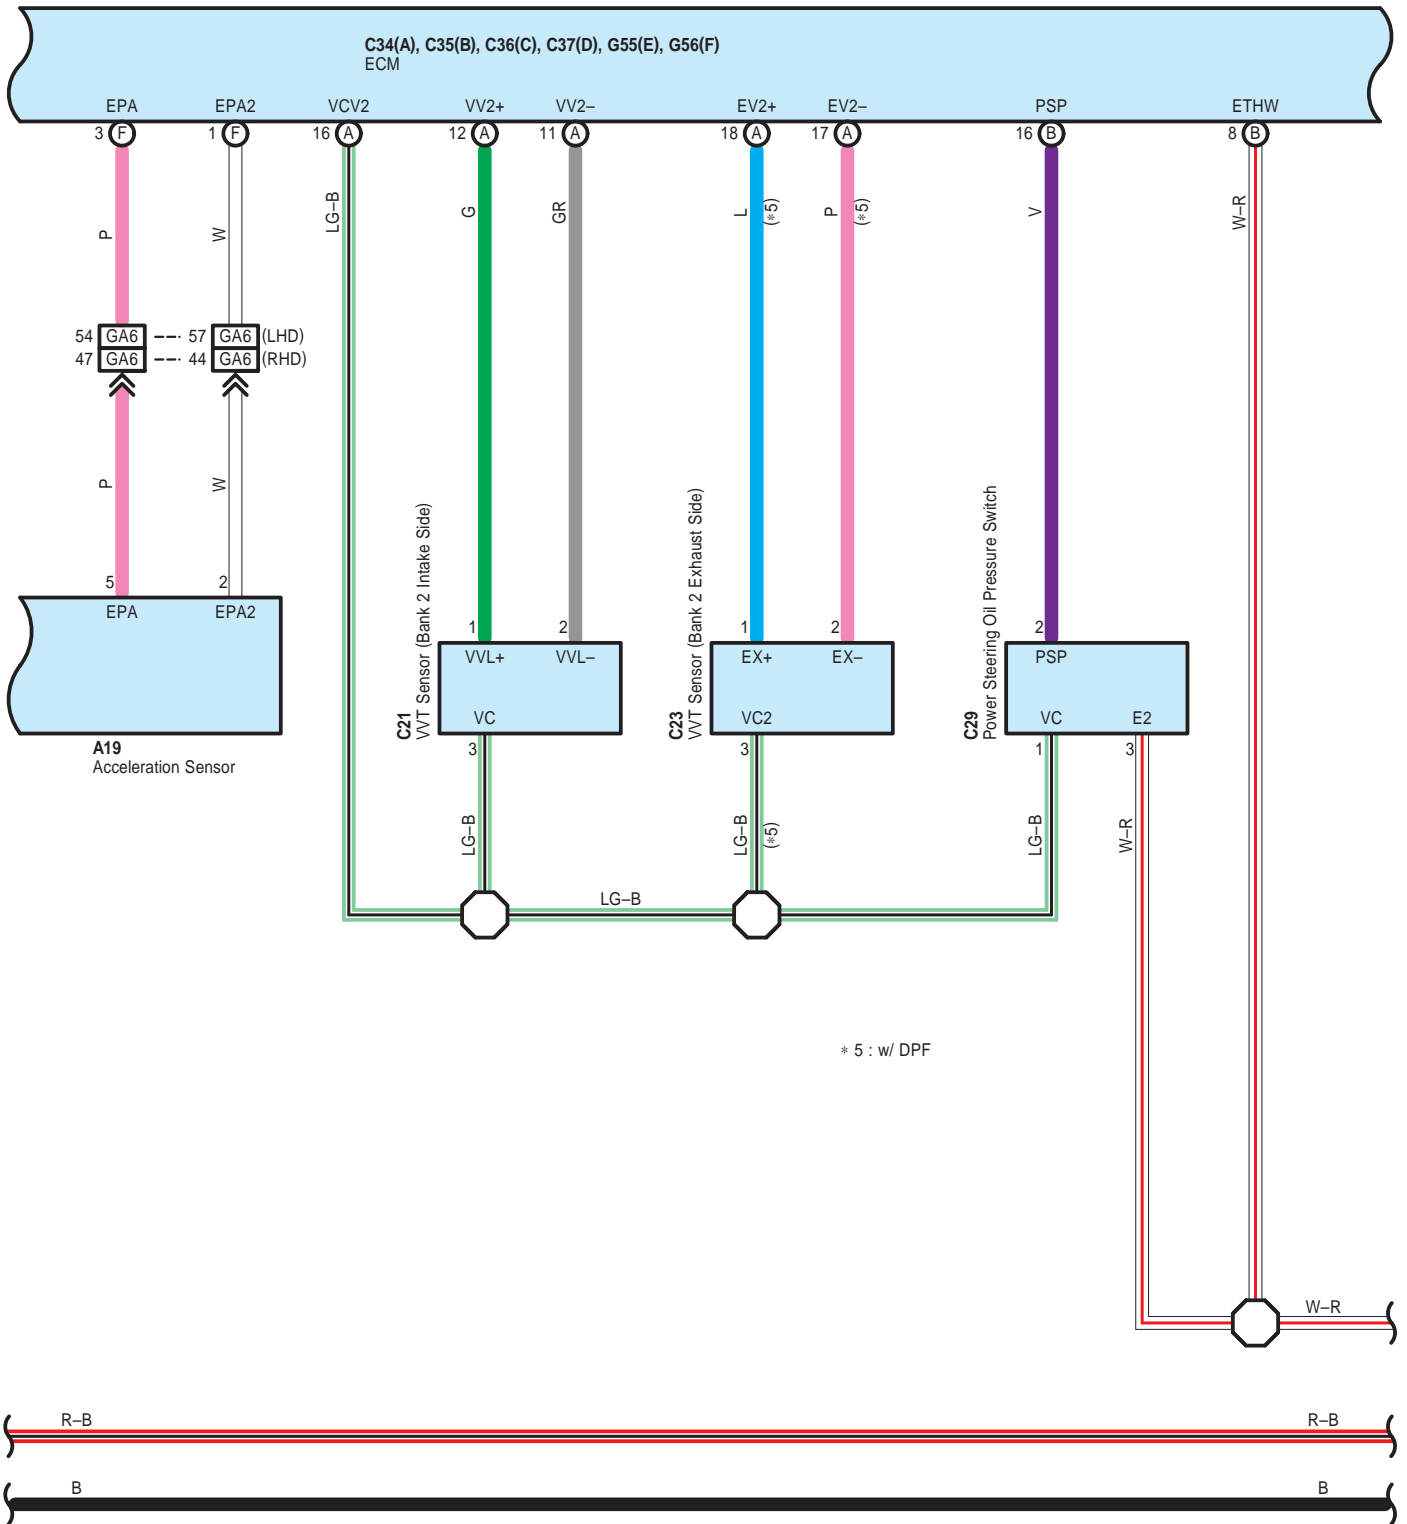 C34(A), C35(B), C36(C), C37(D), G55(E), G56(F)
ECM
EPA EPA2 VCV2 VV2+ VV2– EV2+ EV2– PSP ETHW
3 F 1 F 16 A 12 A 11 A 18 A 17 A 16 B 8 B
P W LG–B G GR L (*5) P (*5) V W–R
54 GA6 57 GA6 (LHD)
47 GA6 44 GA6 (RHD)
P W
5 2
EPA EPA2
A19
Acceleration Sensor
C21
VVT Sensor (Bank 2 Intake Side)
1 2
VVL+ VVL–
VC
3
LG–B
C23
VVT Sensor (Bank 2 Exhaust Side)
1 2
EX+ EX–
VC2
3
LG–B (*5)
C29
Power Steering Oil Pressure Switch
2
PSP
VC E2
1 3
LG–B W–R
LG–B
* 5 : w/ DPF
W–R
R–B R–B
B B